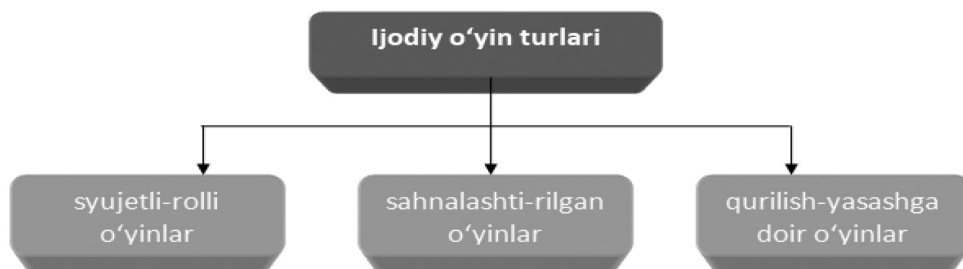 Ijodiy o‘yin turlari
syujetli-rolli
o‘yinlar
sahnalashti-rilgan
o‘yinlar
qurilish-yasashga
doir o‘yinlar